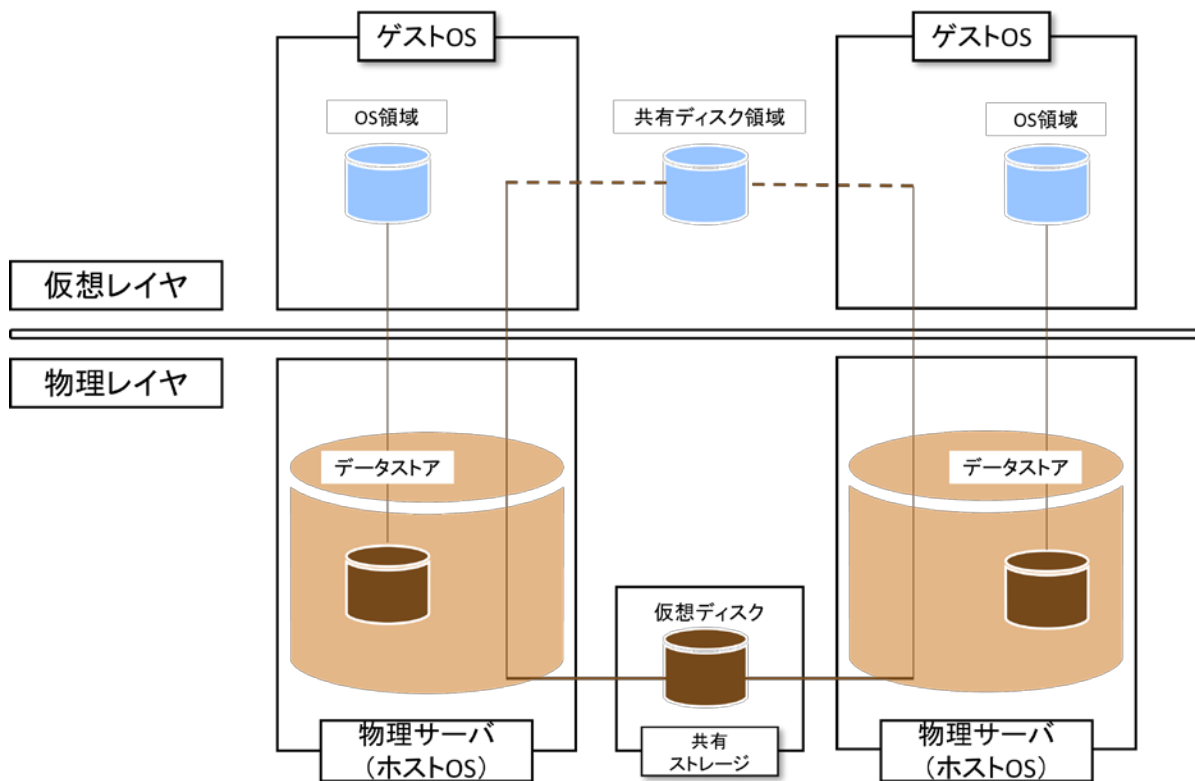 ゲストOS
ゲストOS
OS領域
共有ディスク領域
OS領域
仮想レイヤ
物理レイヤ
データストア
データストア
仮想ディスク
物理サーバ
（ホストOS）
共有
ストレージ
物理サーバ
（ホストOS）